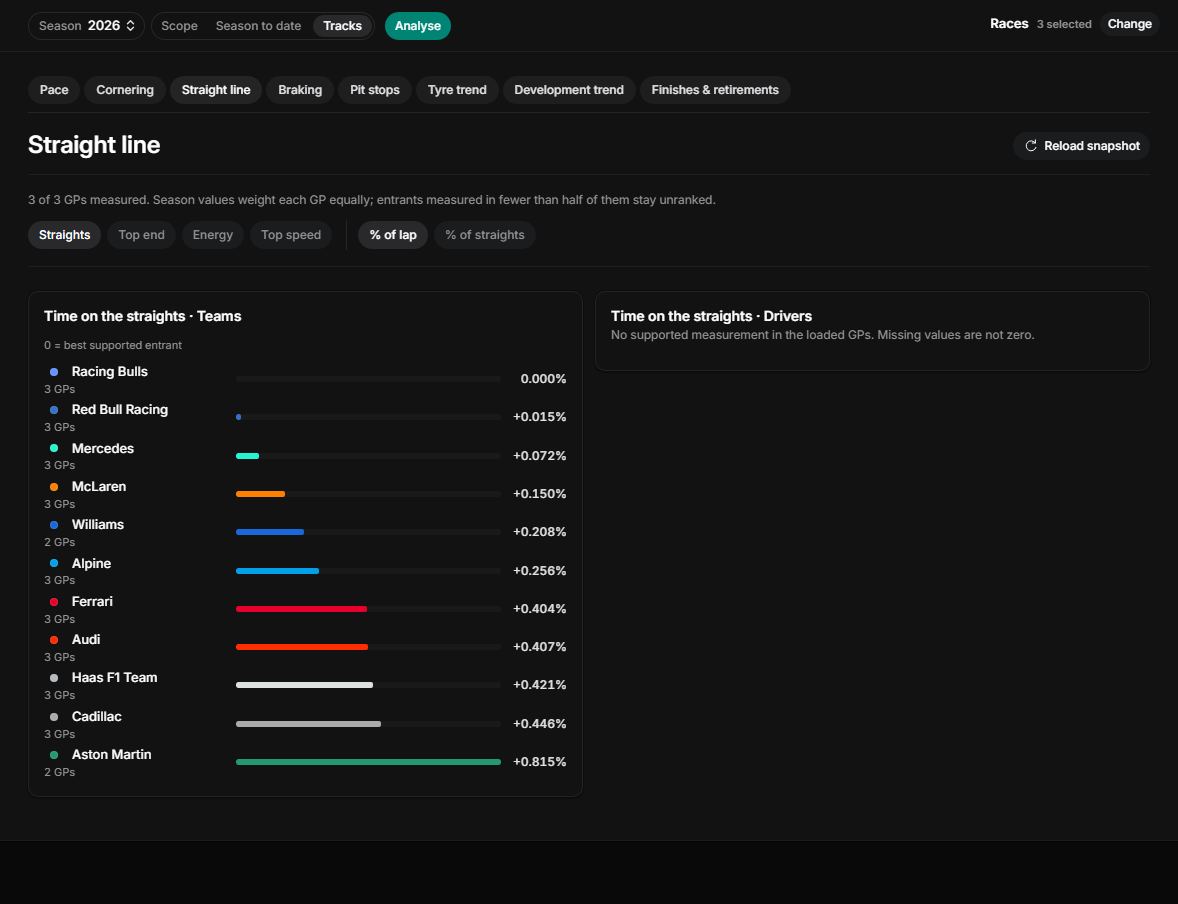 Season 2026 Scope Season to date Tracks Analyse Races 3 selected Change
Pace Cornering Straight line Braking Pit stops Tyre trend Development trend Finishes & retirements
Straight line Reload snapshot
3 of 3 GPs measured. Season values weight each GP equally; entrants measured in fewer than half of them stay unranked.
Straights Top end Energy Top speed % of lap % of straights
Time on the straights · Teams
0 = best supported entrant
Racing Bulls 0.000%
3 GPs
Red Bull Racing +0.015%
3 GPs
Mercedes +0.072%
3 GPs
McLaren +0.150%
3 GPs
Williams +0.208%
2 GPs
Alpine +0.256%
3 GPs
Ferrari +0.404%
3 GPs
Audi +0.407%
3 GPs
Haas F1 Team +0.421%
3 GPs
Cadillac +0.446%
3 GPs
Aston Martin +0.815%
2 GPs
Time on the straights · Drivers
No supported measurement in the loaded GPs. Missing values are not zero.